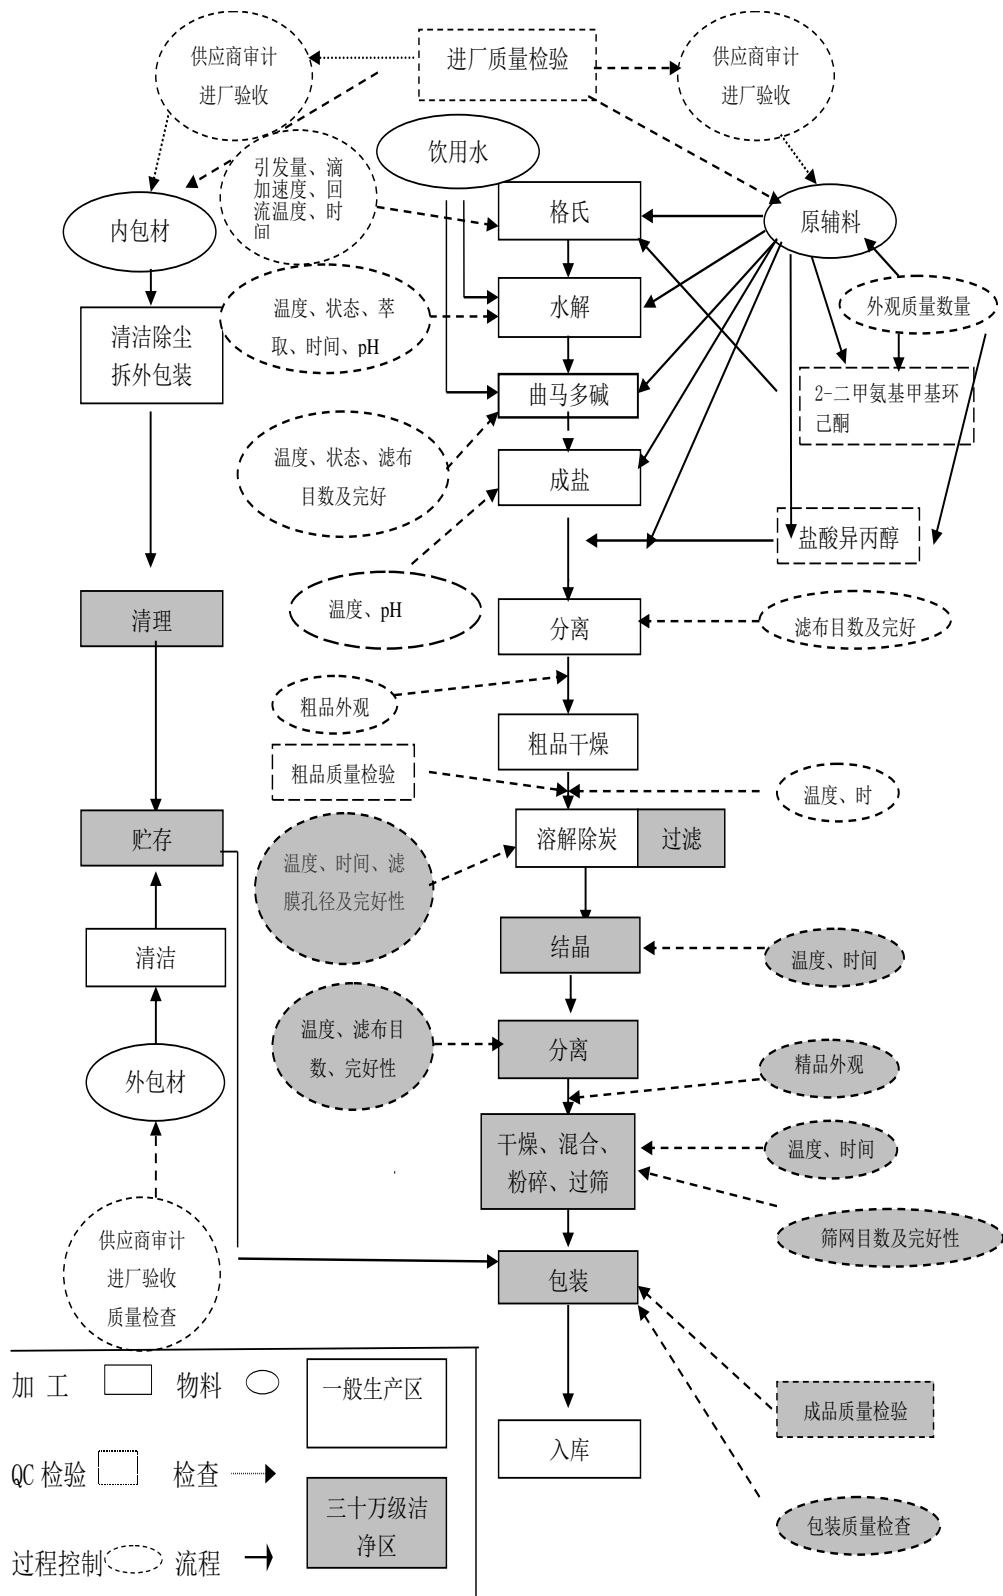 供应商审计
进厂验收
进厂质量检验
供应商审计
进厂验收
饮用水
引发量、滴
加速度、回
流温度、时
间
格氏
原辅料
内包材
外观质量数量
温度、状态、萃
取、时间、pH
水解
清洁除尘
拆外包装
曲马多碱
2-二甲氨基甲基环
己酮
温度、状态、滤布
目数及完好
成盐
盐酸异丙醇
清理
温度、pH
分离
滤布目数及完好
粗品外观
粗品干燥
粗品质量检验
温度、时
贮存
溶解除炭
过滤
温度、时间、滤
膜孔径及完好性
清洁
结晶
温度、时间
温度、滤布目
数、完好性
分离
精品外观
外包材
干燥、混合、
粉碎、过筛
温度、时间
供应商审计
进厂验收
质量检查
筛网目数及完好性
包装
加 工
物料
一般生产区
成品质量检验
入库
QC 检验
检查
三十万级洁
净区
包装质量检查
过程控制
流程